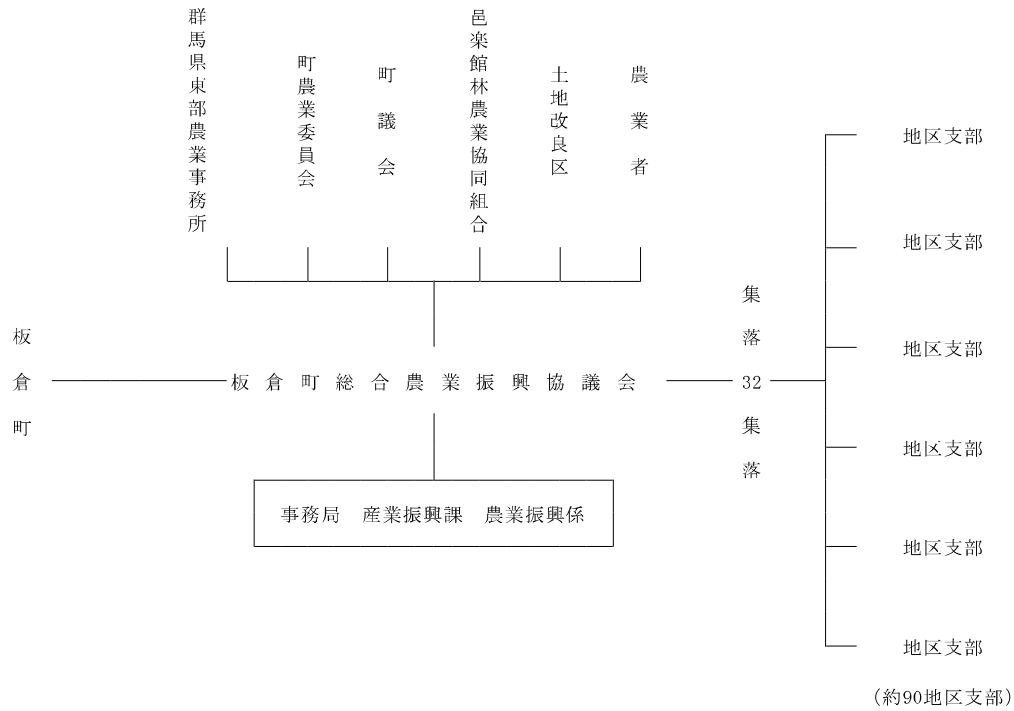 群馬県東部農業事務所
町農業委員会
町議会
邑楽館林農業協同組合
土地改良区
農業者
板倉町
板倉町総合農業振興協議会
集落
32
集落
事務局　産業振興課　農業振興係
地区支部
地区支部
地区支部
地区支部
地区支部
地区支部
（約90地区支部）